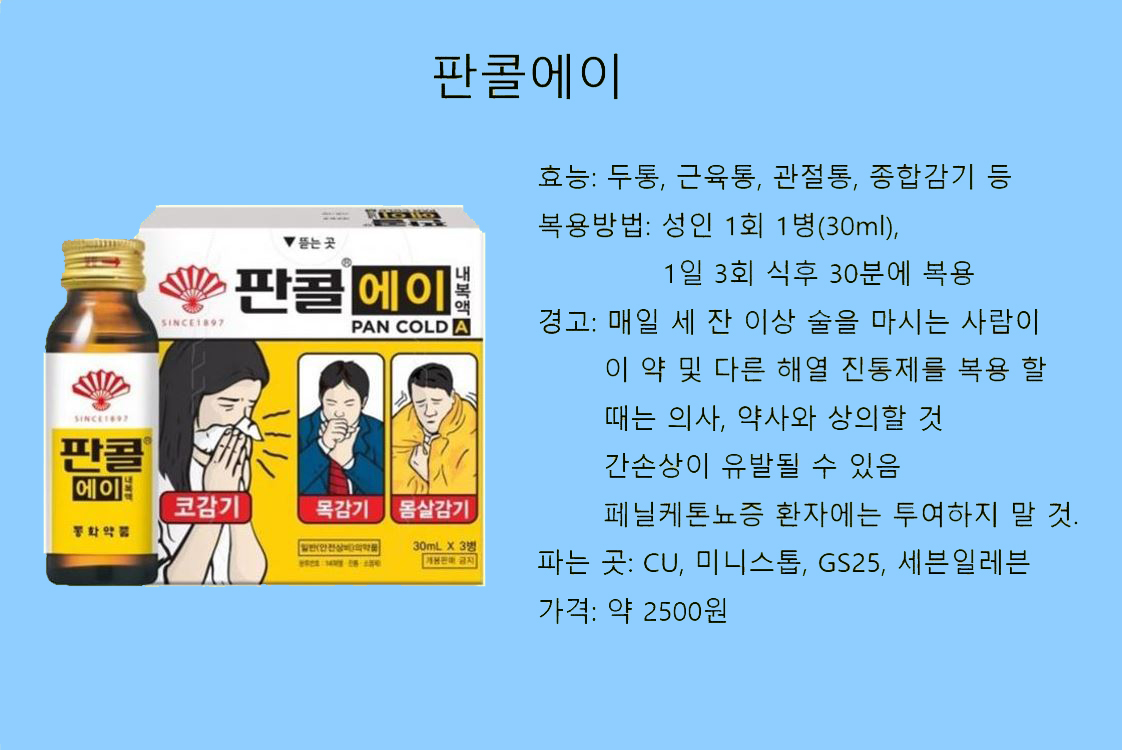 판콜에이
효능: 두통, 근육통, 관절통, 종합감기 등
복용방법: 성인 1회 1병(30ml),
1일 3회 식후 30분에 복용
경고: 매일 세 잔 이상 술을 마시는 사람이
이 약 및 다른 해열 진통제를 복용 할
때는 의사, 약사와 상의할 것
간손상이 유발될 수 있음
페닐케톤뇨증 환자에는 투여하지 말 것.
파는 곳: CU, 미니스톱, GS25, 세븐일레븐
가격: 약 2500원
▼뜯는 곳
SINCE1897
판콜® 에이 내복액
PAN COLD A
코감기
목감기
몸살감기
일반(안전상비)의약품
30mL X 3병
개봉판매 금지
SINCE1897
판콜®
에이 내복액
동화약품